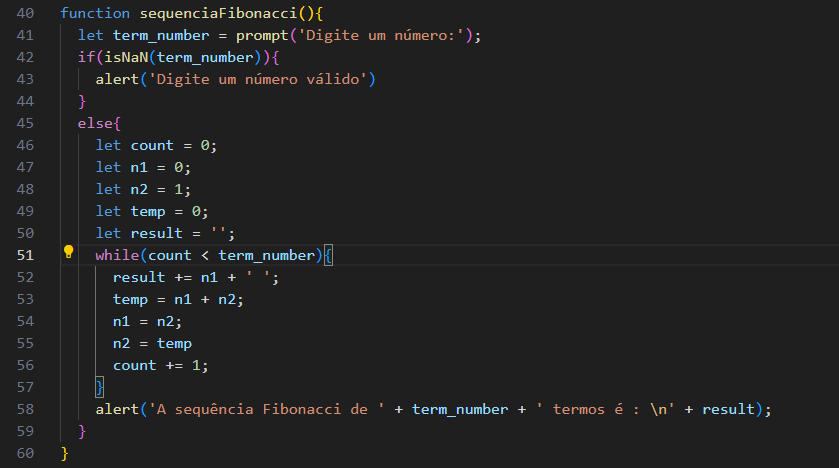 40 function sequenciaFibonacci(){
41 let term_number = prompt('Digite um número:');
42 if(isNaN(term_number)){
43 alert('Digite um número válido')
44 }
45 else{
46 let count = 0;
47 let n1 = 0;
48 let n2 = 1;
49 let temp = 0;
50 let result = '';
51 while(count < term_number){
52 result += n1 + ' ';
53 temp = n1 + n2;
54 n1 = n2;
55 n2 = temp
56 count += 1;
57 }
58 alert('A sequência Fibonacci de ' + term_number + ' termos é : \n' + result);
59 }
60 }